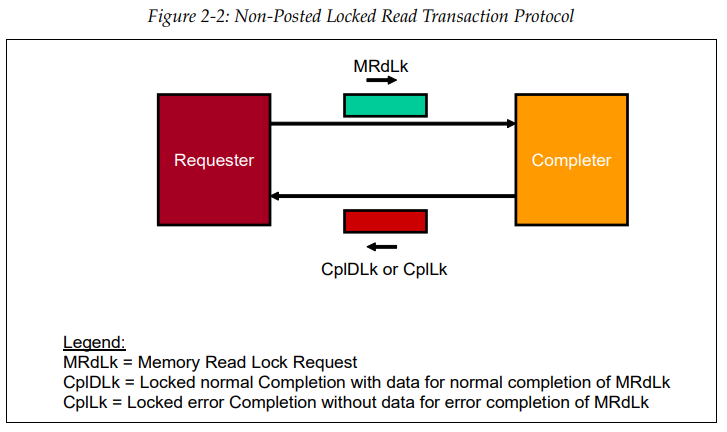 Figure 2-2: Non-Posted Locked Read Transaction Protocol
MRdLk
Requester
Completer
CplDLk or CplLk
Legend:
MRdLk = Memory Read Lock Request
CplDLk = Locked normal Completion with data for normal completion of MRdLk
CplLk = Locked error Completion without data for error completion of MRdLk